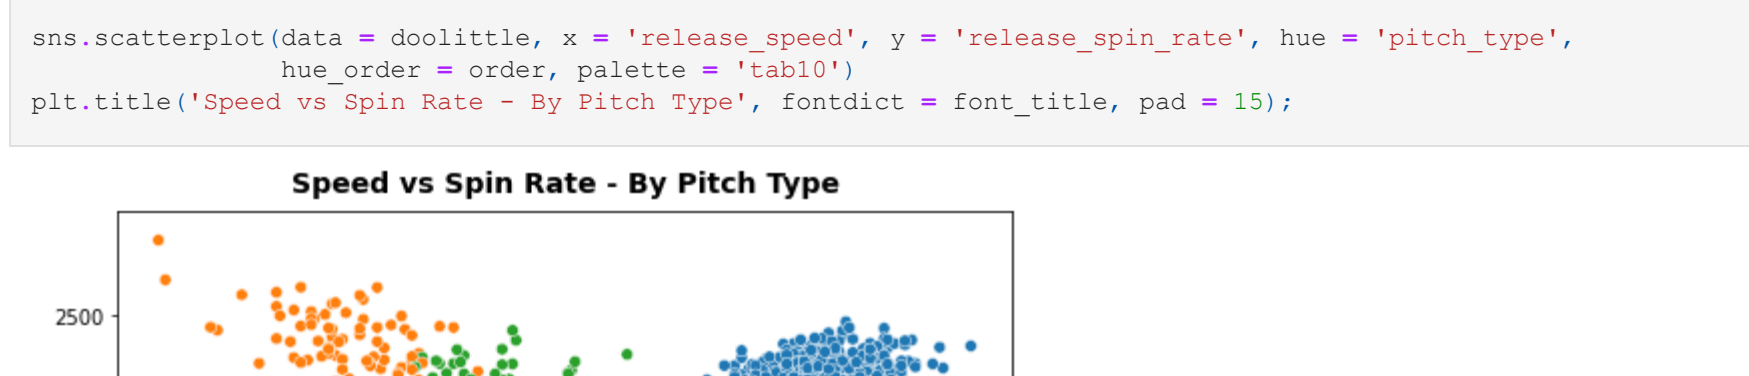 sns.scatterplot(data = doolittle, x = 'release_speed', y = 'release_spin_rate', hue = 'pitch_type',
hue_order = order, palette = 'tab10')
plt.title('Speed vs Spin Rate - By Pitch Type', fontdict = font_title, pad = 15);
Speed vs Spin Rate - By Pitch Type
2500